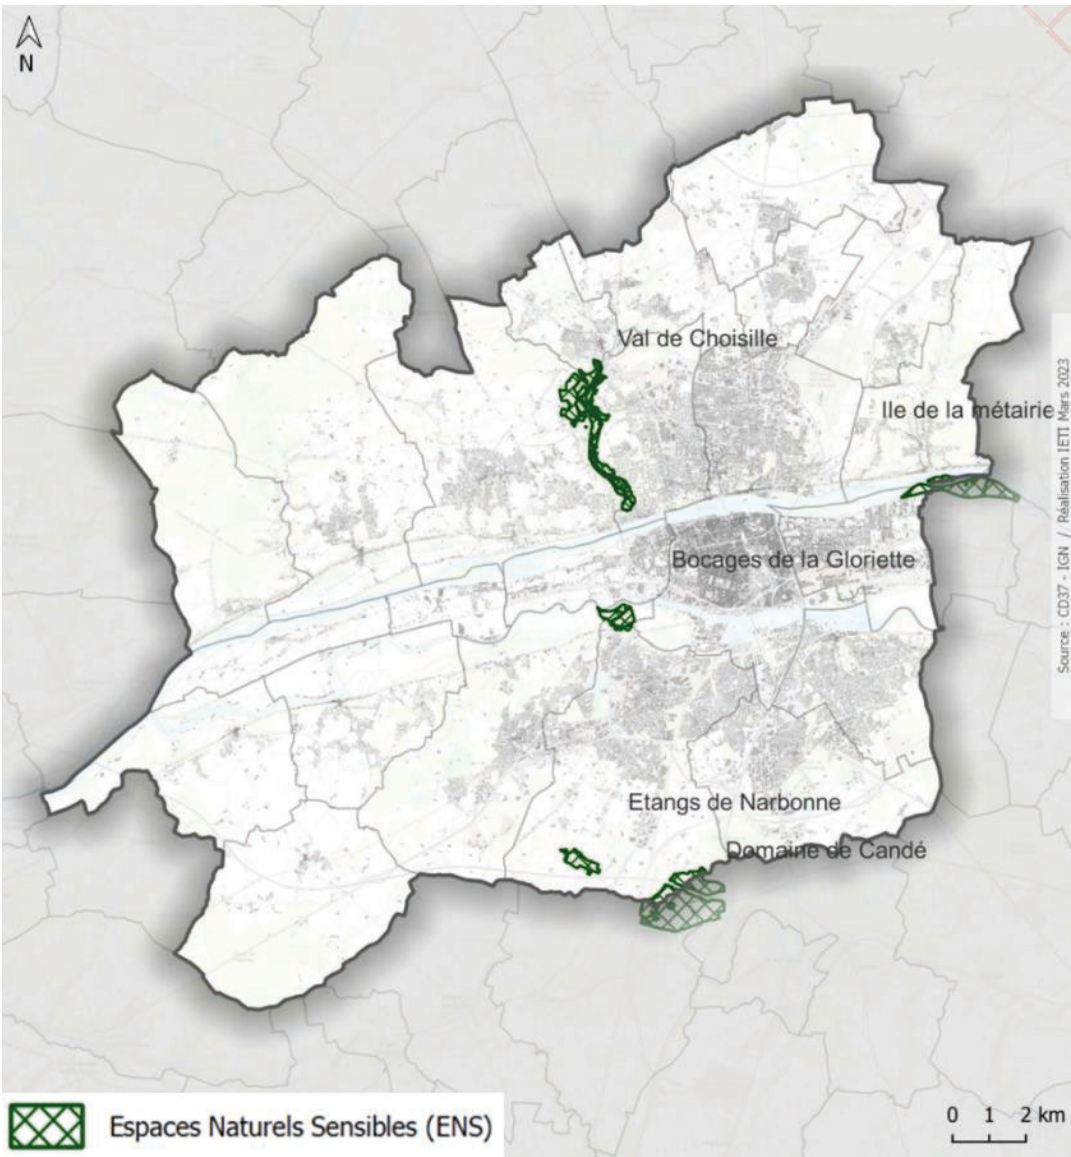 N
Val de Choisille
Ile de la métairie
Bocages de la Gloriette
Etangs de Narbonne
Domaine de Candé
Source : CD37 - IGN / Réalisation IETI Mars 2023
Espaces Naturels Sensibles (ENS)
0 1 2 km